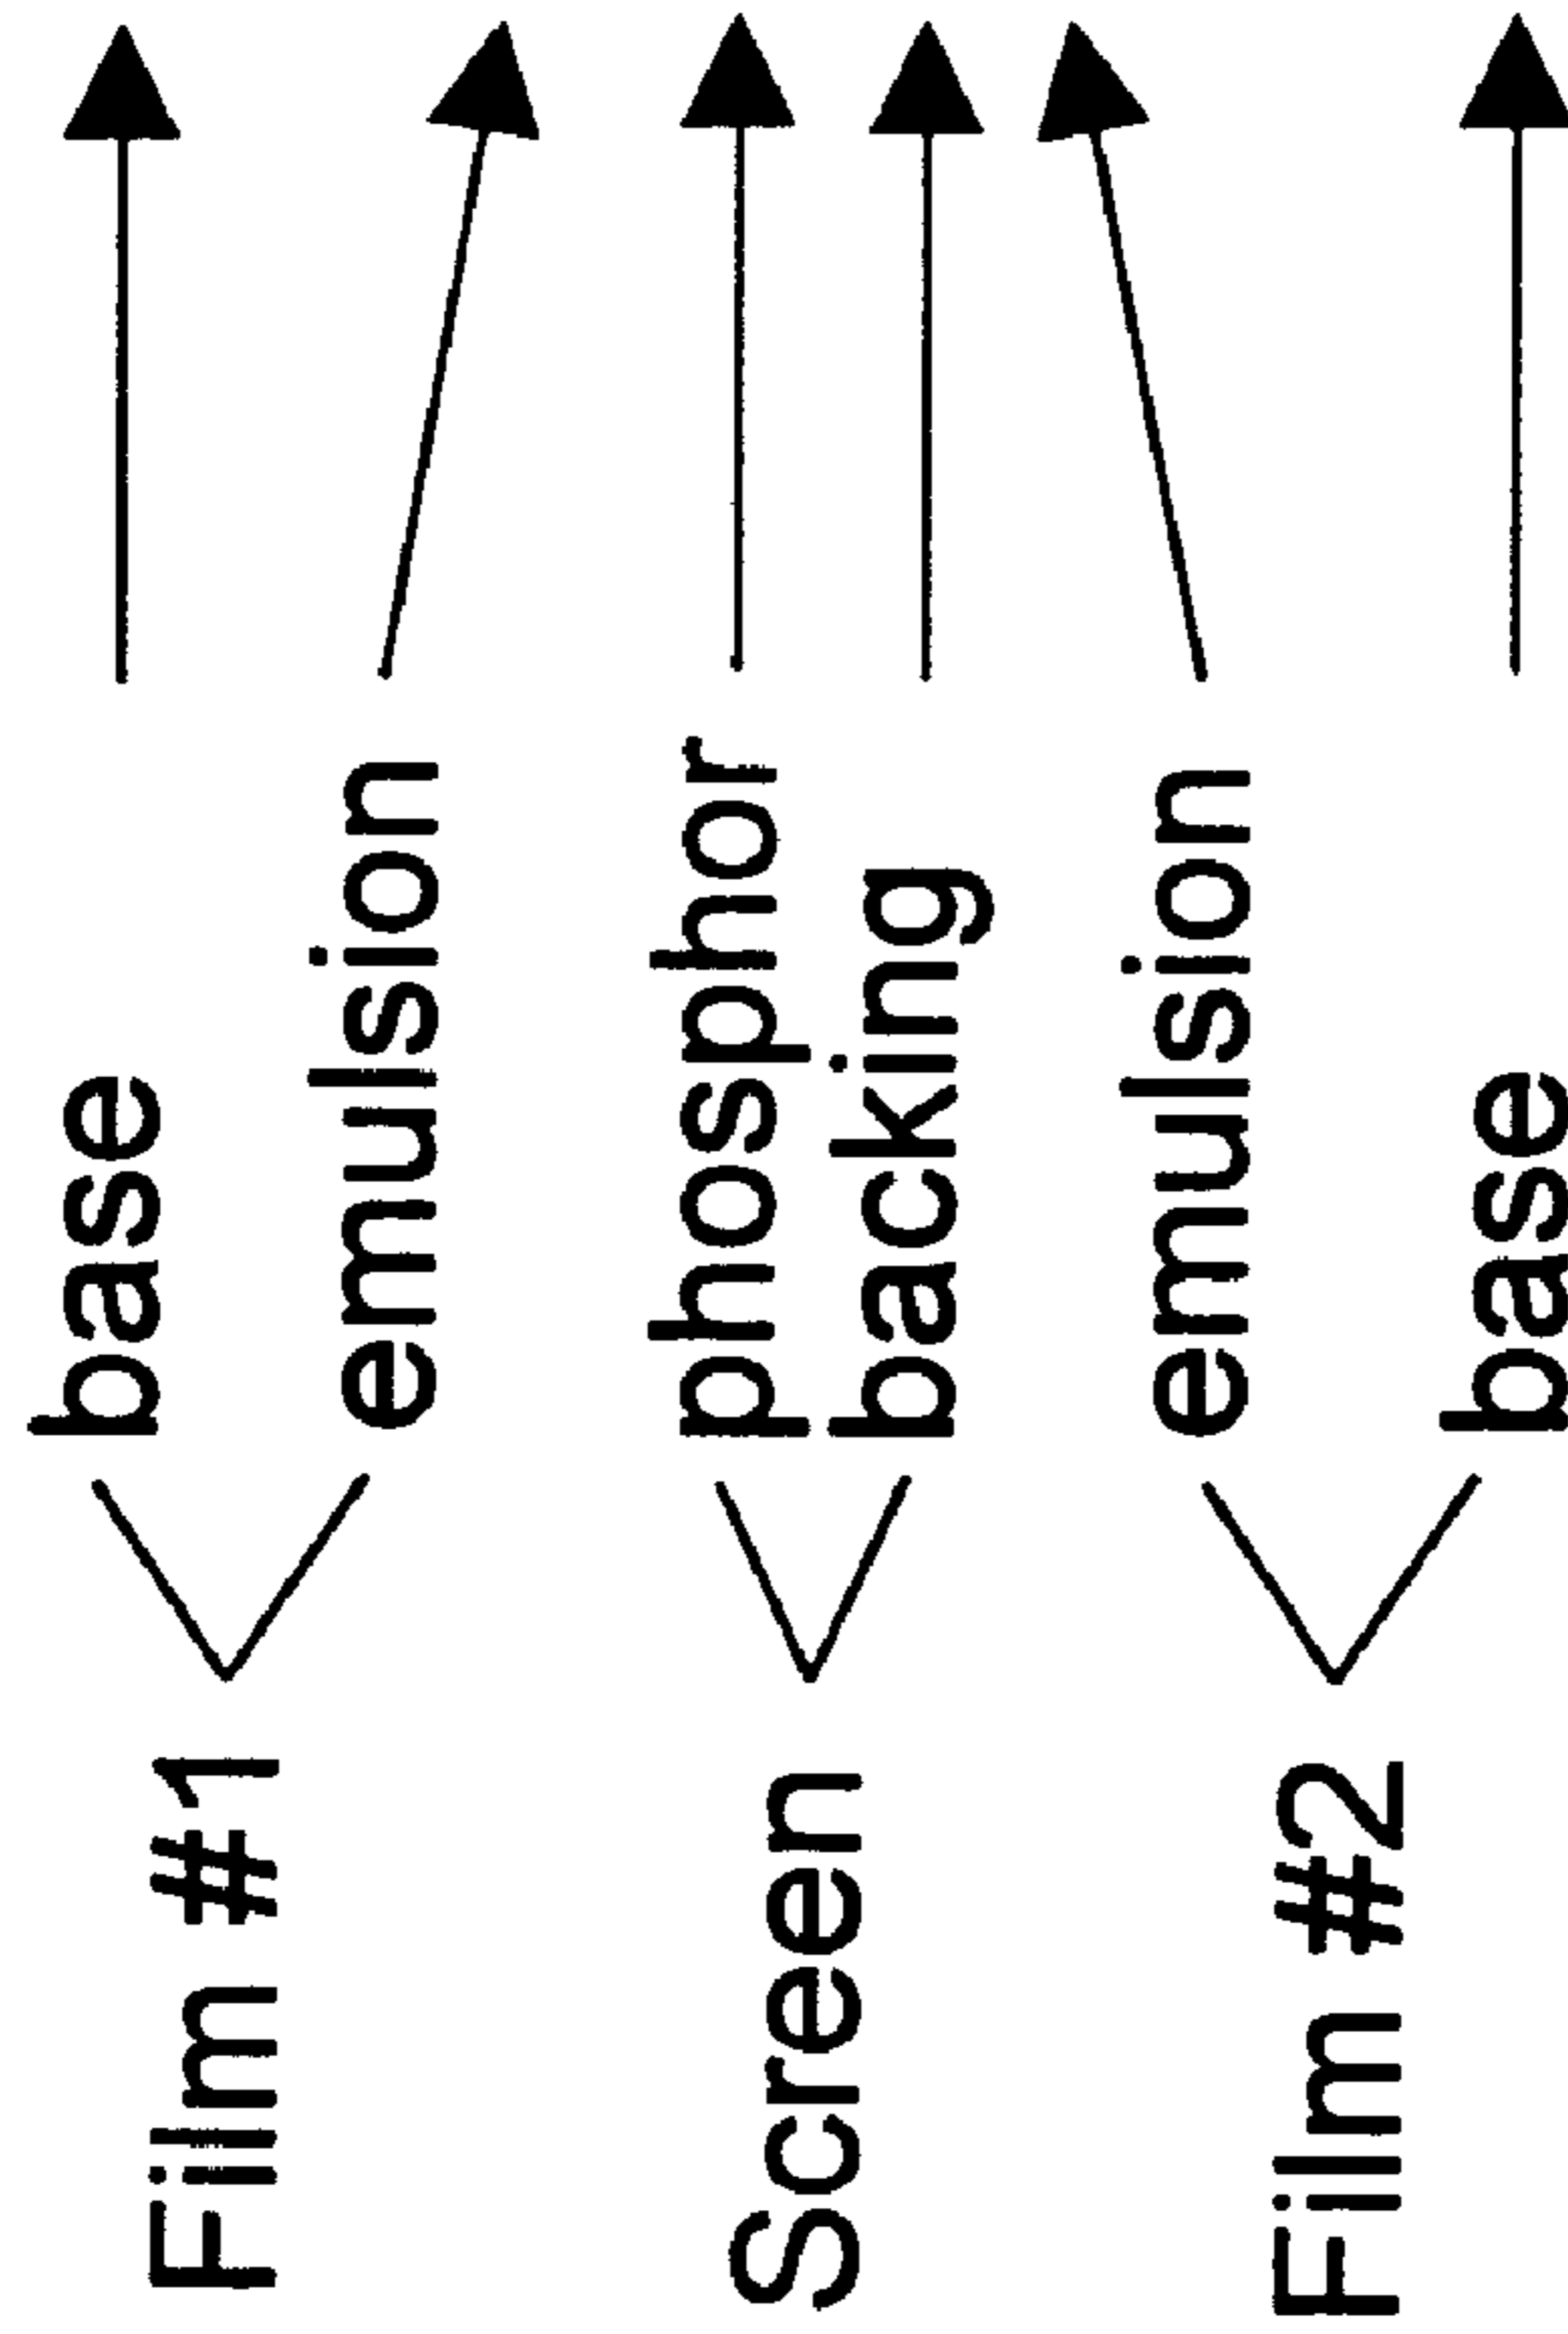 Film #1
base
emulsion
Screen
phosphor
backing
Film #2
emulsion
base